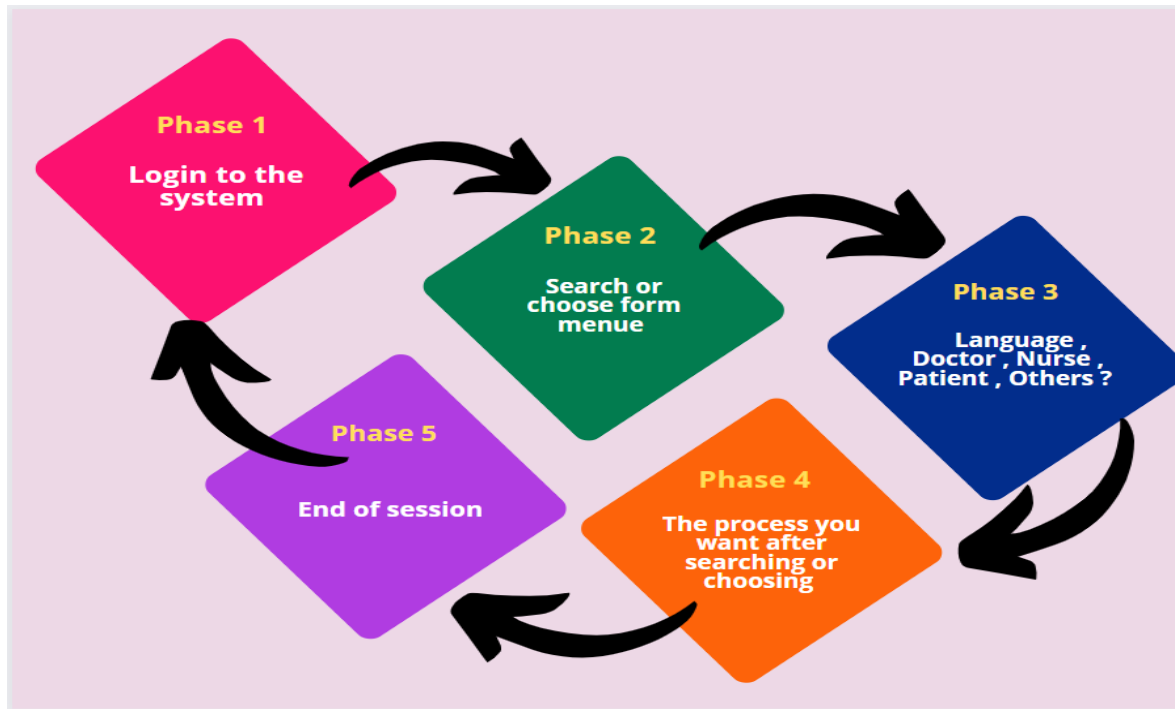 Phase 1
Login to the
system
Phase 2
Search or
choose form
menue
Phase 3
Language ,
Doctor , Nurse ,
Patient , Others ?
Phase 4
The process you
want after
searching or
choosing
Phase 5
End of session